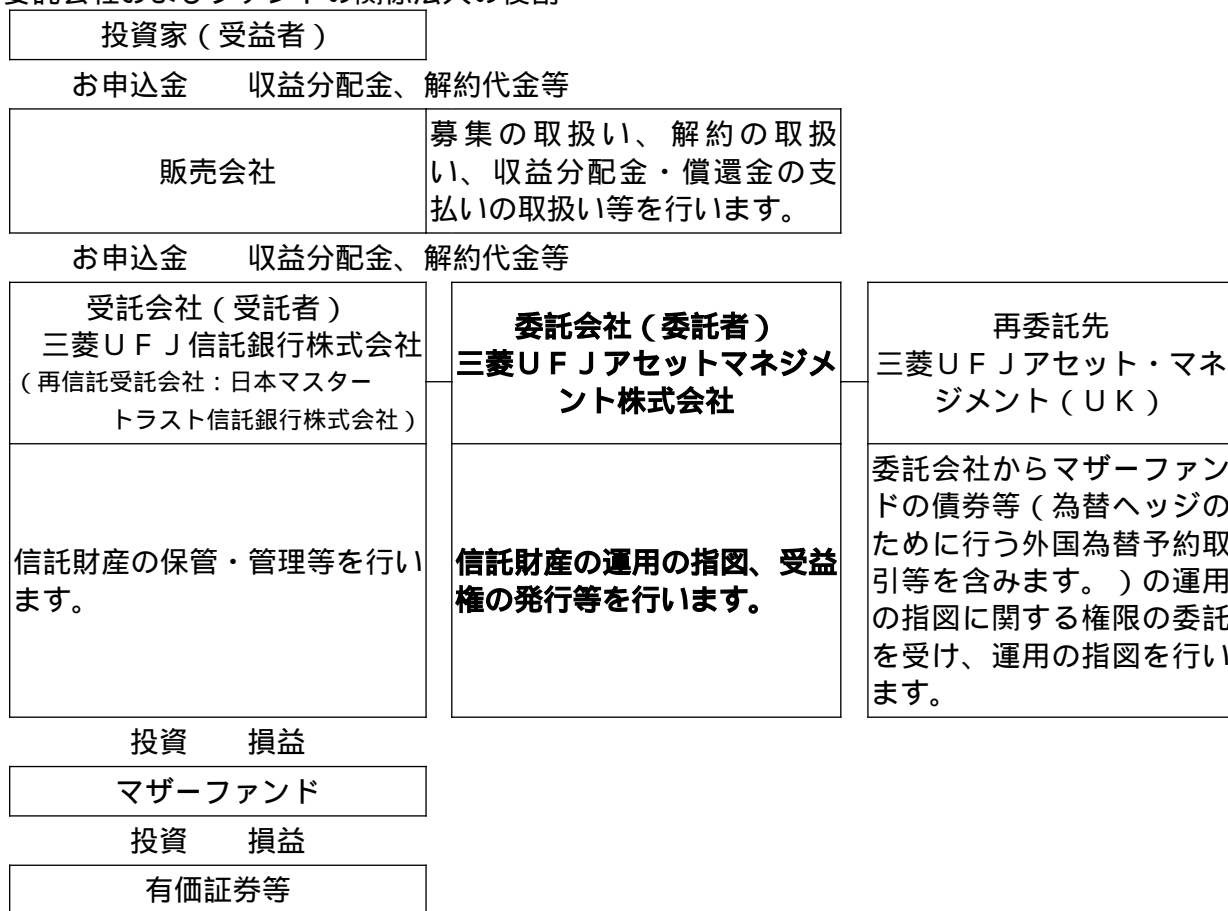 投資家（受益者）
お申込金　　収益分配金、解約代金等
販売会社
募集の取扱い、解約の取扱
い、収益分配金・償還金の支
払いの取扱い等を行います。
お申込金　　収益分配金、解約代金等
受託会社（受託者）
三菱ＵＦＪ信託銀行株式会社
（再信託受託会社：日本マスター
トラスト信託銀行株式会社）
委託会社（委託者）
三菱ＵＦＪアセットマネジメ
ント株式会社
再委託先
三菱ＵＦＪアセット・マネ
ジメント（ＵＫ）
信託財産の保管・管理等を行い
ます。
信託財産の運用の指図、受益
権の発行等を行います。
委託会社からマザーファン
ドの債券等（為替ヘッジの
ために行う外国為替予約取
引等を含みます。）の運用
の指図に関する権限の委託
を受け、運用の指図を行い
ます。
投資　　損益
マザーファンド
投資　　損益
有価証券等